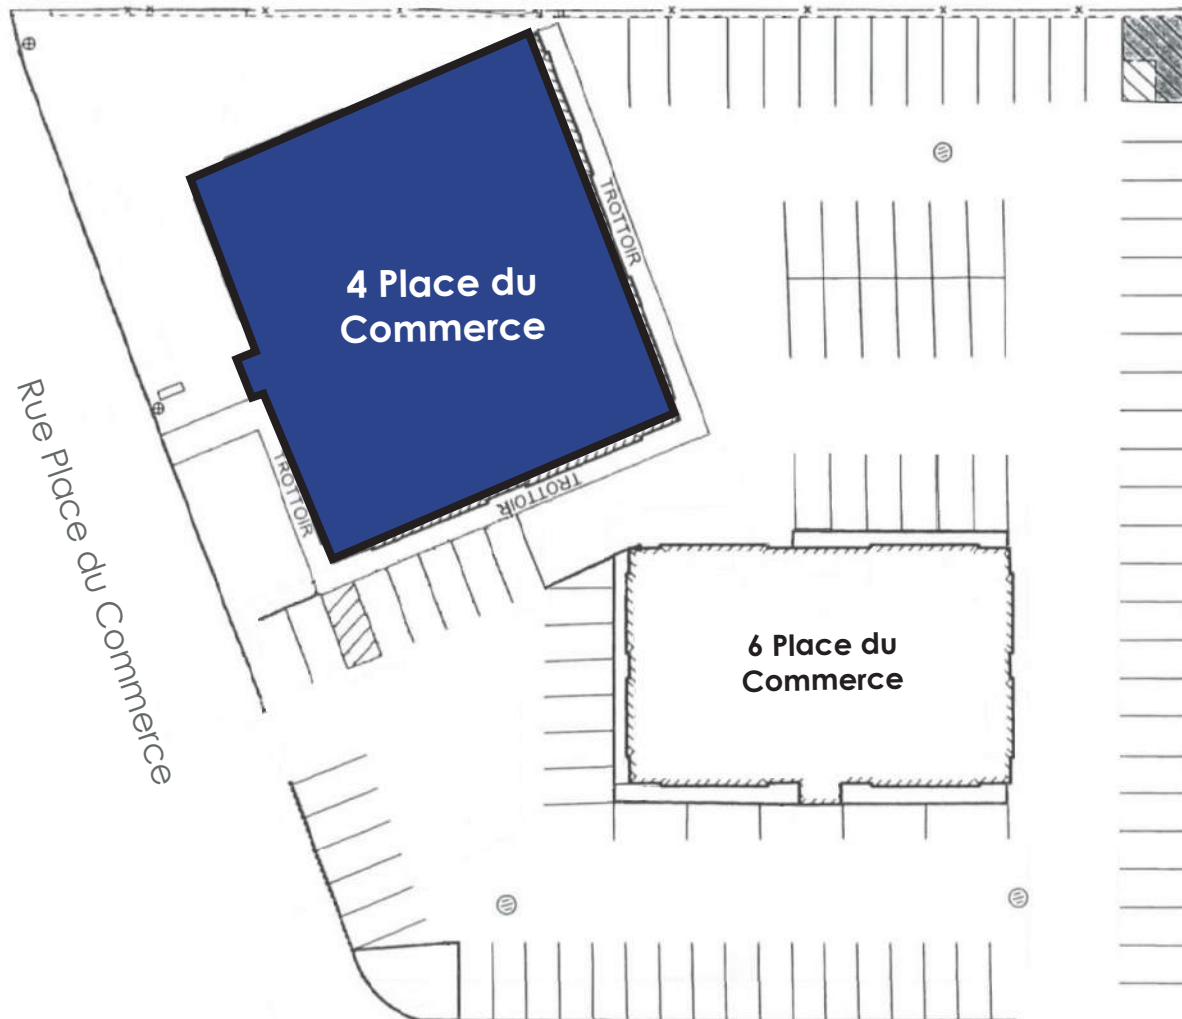 TROTTOIR
4 Place du
Commerce
Rue Place du Commerce
TROTTOIR
TROTTOIR
6 Place du
Commerce